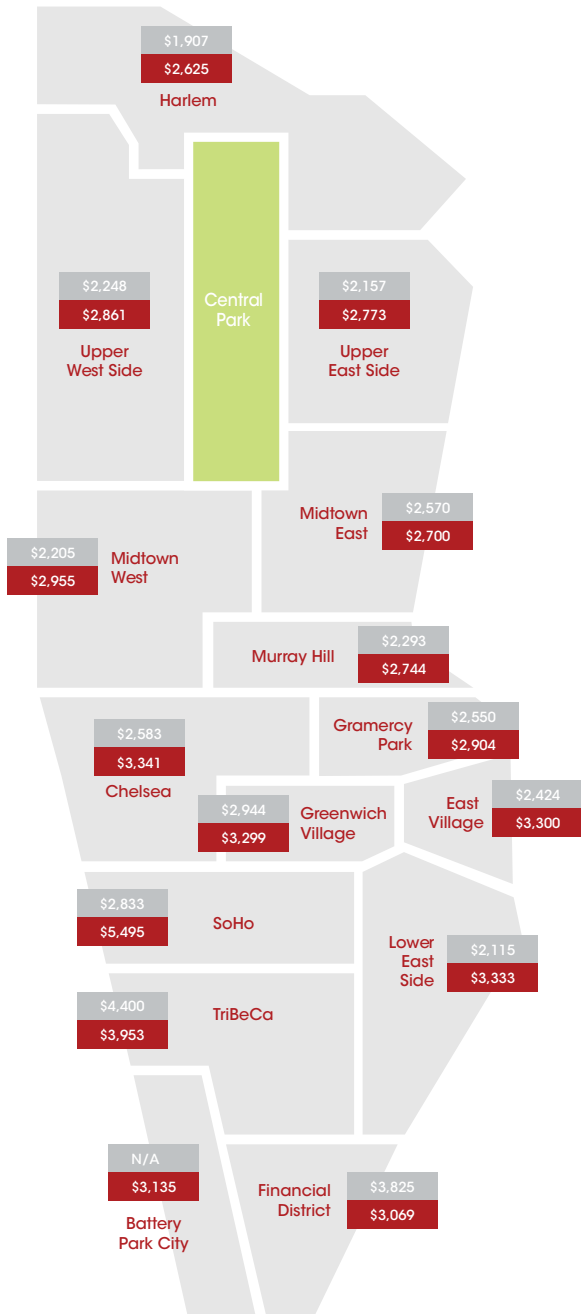 $1,907
$2,625
Harlem
Central
Park
$2,248
$2,861
Upper
West Side
$2,157
$2,773
Upper
East Side
Midtown
East
$2,570
$2,700
$2,205
$2,955
Midtown
West
Murray Hill
$2,293
$2,744
$2,583
$3,341
Chelsea
Gramercy
Park
$2,550
$2,904
$2,944
$3,299
Greenwich
Village
East
Village
$2,424
$3,300
$2,833
$5,495
SoHo
Lower
East
Side
$2,115
$3,333
$4,400
$3,953
TriBeCa
N/A
$3,135
Battery
Park City
Financial
District
$3,825
$3,069